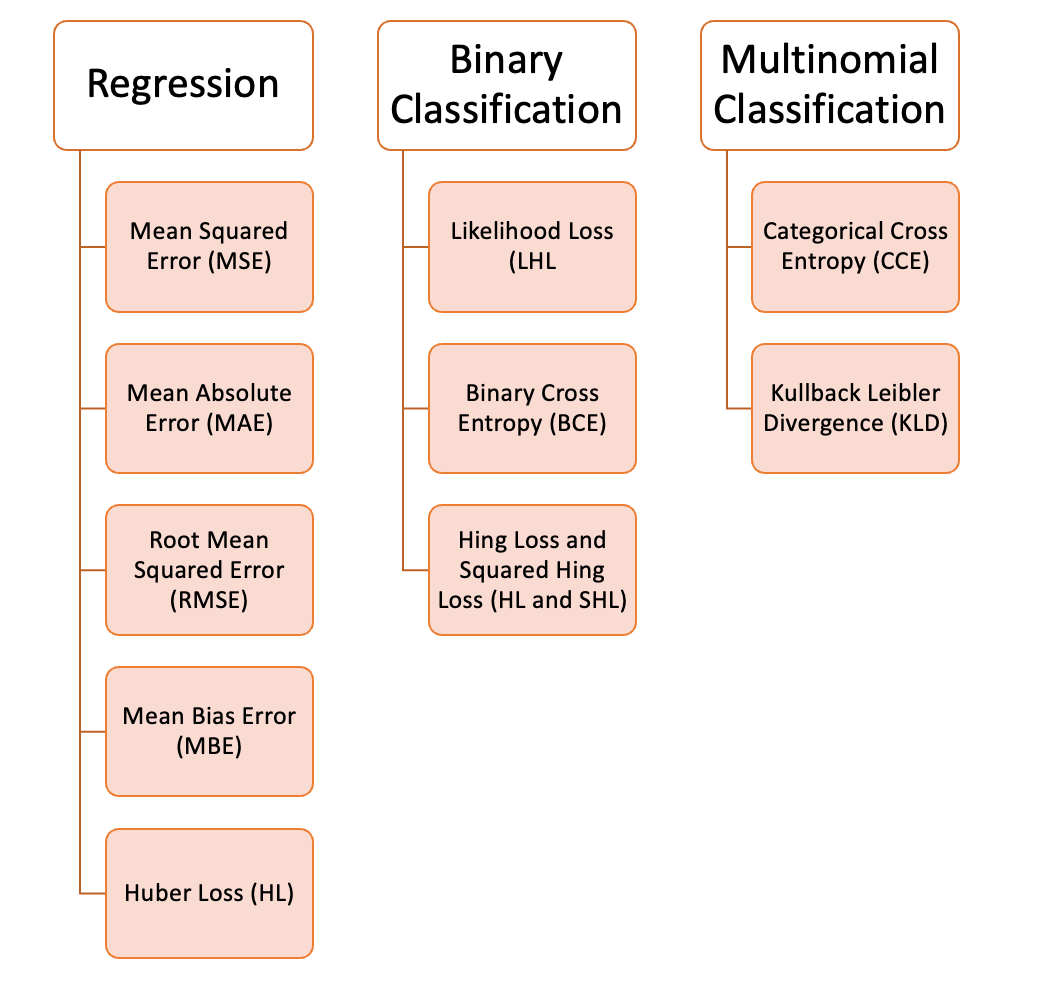 Regression
Mean Squared
Error (MSE)
Mean Absolute
Error (MAE)
Root Mean
Squared Error
(RMSE)
Mean Bias Error
(MBE)
Huber Loss (HL)
Binary
Classification
Likelihood Loss
(LHL
Binary Cross
Entropy (BCE)
Hing Loss and
Squared Hing
Loss (HL and SHL)
Multinomial
Classification
Categorical Cross
Entropy (CCE)
Kullback Leibler
Divergence (KLD)